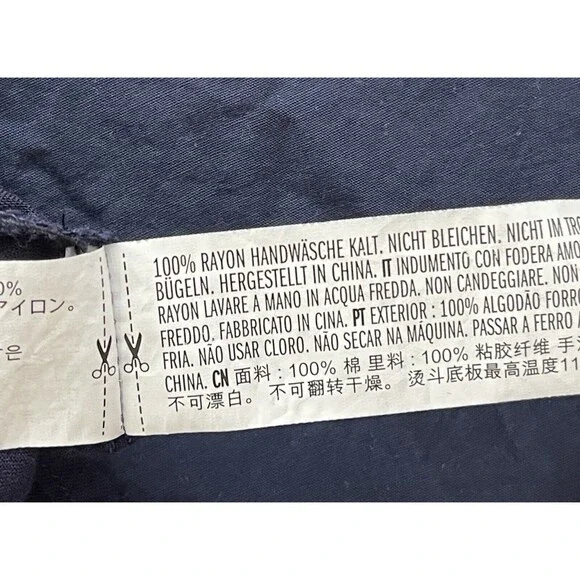 0%
アイロン。
은
100% RAYON HANDWÄSCHE KALT. NICHT BLEICHEN. NICHT IM
BÜGELN. HERGESTELLT IN CHINA. IT INDUMENTO CON FODERA
RAYON LAVARE A MANO IN ACQUA FREDDA. NON CANDEGGIARE. NON
FREDDO. FABBRICATO IN CINA. PT EXTERIOR : 100% ALGODÃO
FRIA. NÃO USAR CLORO. NÃO SECAR NA MÁQUINA. PASSAR A FERRO
CHINA. CN 面料 : 100% 棉 里料 : 100% 粘胶纤维 手
不可漂白。 不可翻转干燥。 烫斗底板最高温度11